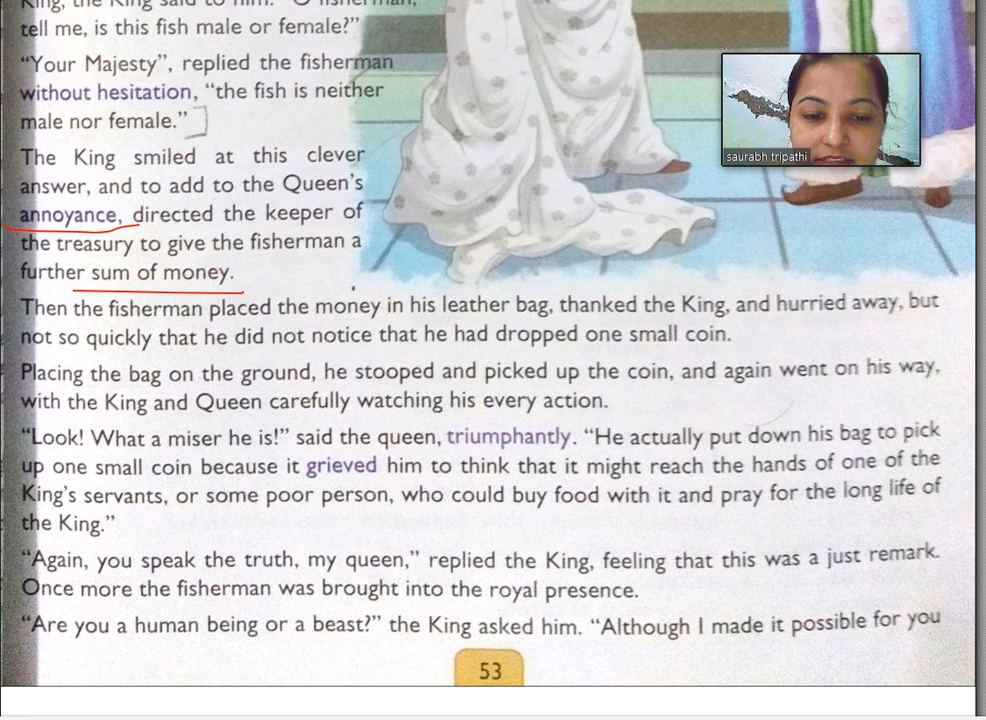 King, the King said to him. "O fisherman,
tell me, is this fish male or female?"
"Your Majesty", replied the fisherman
without hesitation, "the fish is neither
male nor female."
The King smiled at this clever
answer, and to add to the Queen's
annoyance, directed the keeper of
the treasury to give the fisherman a
further sum of money.
saurabh tripathi
Then the fisherman placed the money in his leather bag, thanked the King, and hurried away, but
not so quickly that he did not notice that he had dropped one small coin.
Placing the bag on the ground, he stooped and picked up the coin, and again went on his way,
with the King and Queen carefully watching his every action.
"Look! What a miser he is!" said the queen, triumphantly. "He actually put down his bag to pick
up one small coin because it grieved him to think that it might reach the hands of one of the
King's servants, or some poor person, who could buy food with it and pray for the long life of
the King."
"Again, you speak the truth, my queen," replied the King, feeling that this was a just remark.
Once more the fisherman was brought into the royal presence.
"Are you a human being or a beast?" the King asked him. "Although I made it possible for you
53